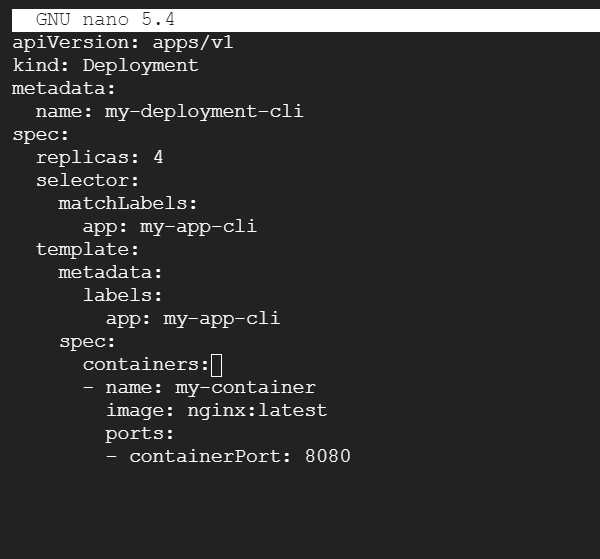 GNU nano 5.4
apiVersion: apps/v1
kind: Deployment
metadata:
  name: my-deployment-cli
spec:
  replicas: 4
  selector:
    matchLabels:
      app: my-app-cli
  template:
    metadata:
      labels:
        app: my-app-cli
    spec:
      containers:
      - name: my-container
        image: nginx:latest
        ports:
        - containerPort: 8080